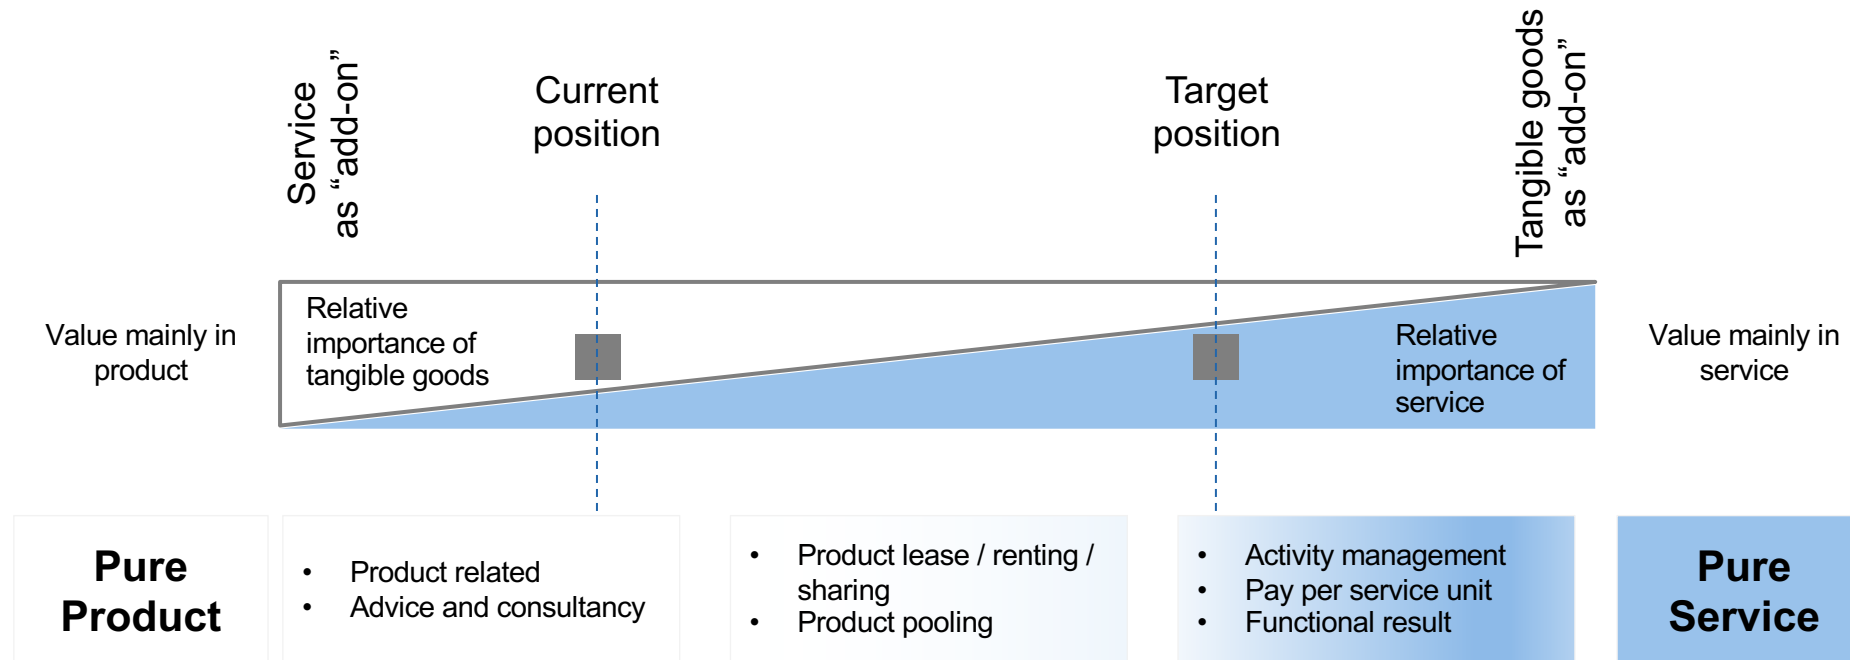 Service
as “add-on”
Current
position
Target
position
Tangible goods
as “add-on”
Value mainly in
product
Relative
importance of
tangible goods
Relative
importance of
service
Value mainly in
service
Pure
Product
• Product related
• Advice and consultancy
• Product lease / renting /
sharing
• Product pooling
• Activity management
• Pay per service unit
• Functional result
Pure
Service